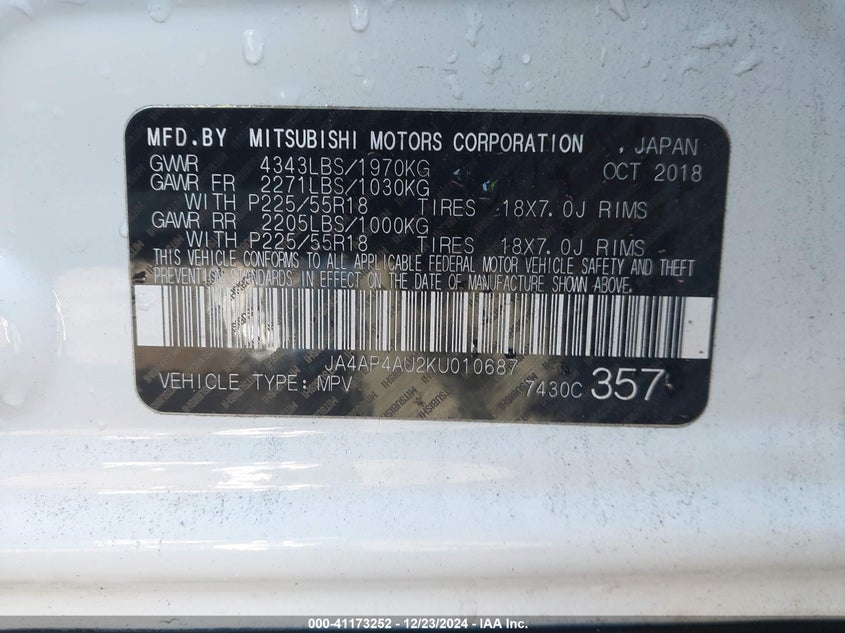 MFD.BY MITSUBISHI MOTORS CORPORATION , JAPAN
GVWR 4343LBS/1970KG OCT 2018
GAWR FR 2271LBS/1030KG
WITH P225/55R18 TIRES 18X7.0J RIMS
GAWR RR 2205LBS/1000KG
WITH P225/55R18 TIRES 18X7.0J RIMS
THIS VEHICLE CONFORMS TO ALL APPLICABLE FEDERAL MOTOR VEHICLE SAFETY AND THEFT
PREVENTION STANDARDS IN EFFECT ON THE DATE OF MANUFACTURE SHOWN ABOVE.
JA4AP4AU2KU010687
VEHICLE TYPE: MPV 7430C 357
000-41173252 - 12/23/2024 - IAA Inc.